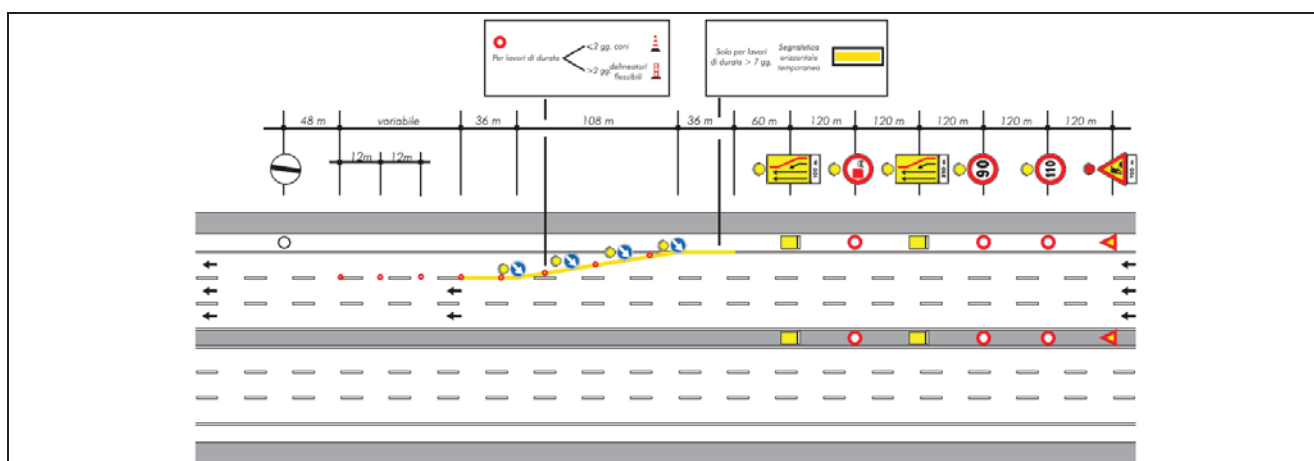 Per lavori di durata
<2 gg. coni
>2 gg. delineatori
flessibili
Solo per lavori
di durata > 7 gg.
Segnaletica
orizzontale
temporanea
48 m
variabile
36 m
108 m
36 m
60 m
120 m
120 m
120 m
120 m
120 m
12m
12m
90
110